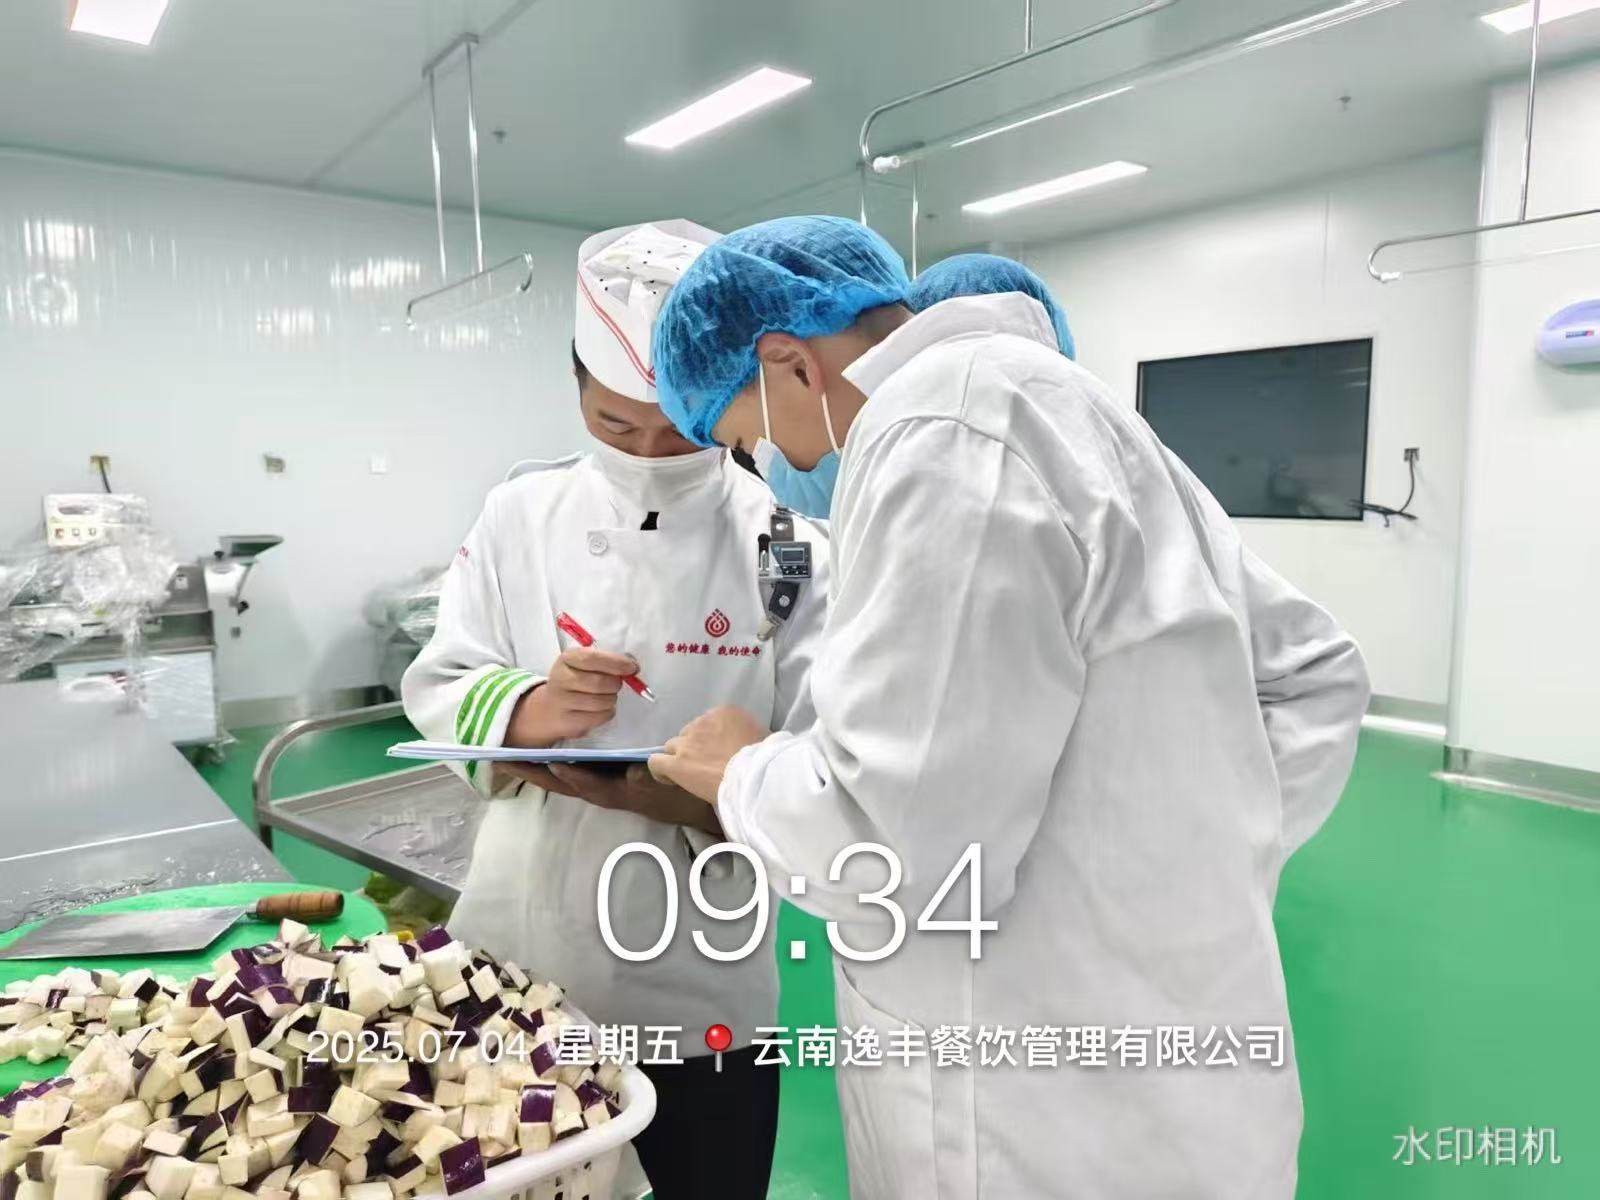 您的健康 我的使命
09:34
2025.07.04 星期五 云南逸丰餐饮管理有限公司
水印相机